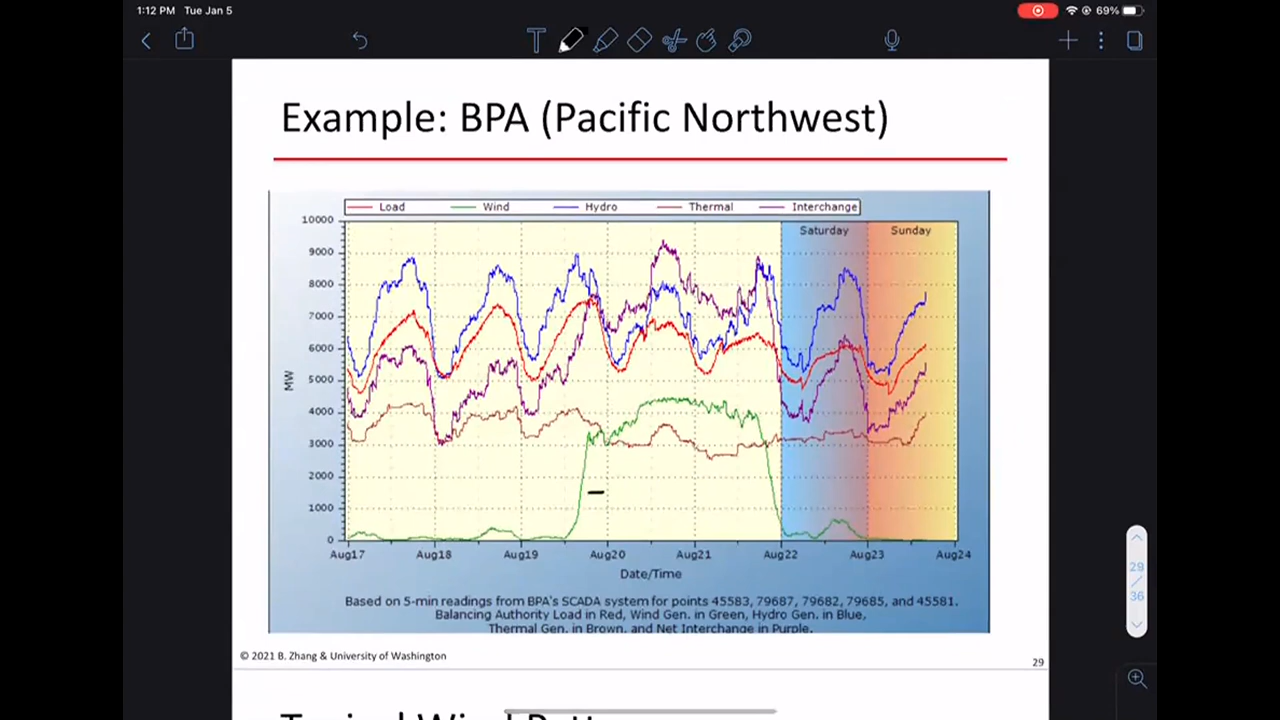 1:12 PM Tue Jan 5
69%
Example: BPA (Pacific Northwest)
Load Wind Hydro Thermal Interchange
Saturday Sunday
10000
9000
8000
7000
6000
5000
4000
3000
2000
1000
0
MW
Aug17 Aug18 Aug19 Aug20 Aug21 Aug22 Aug23 Aug24
Date/Time
Based on 5-min readings from BPA's SCADA system for points 45583, 79687, 79682, 79685, and 45581.
Balancing Authority Load in Red, Wind Gen. in Green, Hydro Gen. in Blue,
Thermal Gen. in Brown, and Net Interchange in Purple.
© 2021 B. Zhang & University of Washington
29
29
36